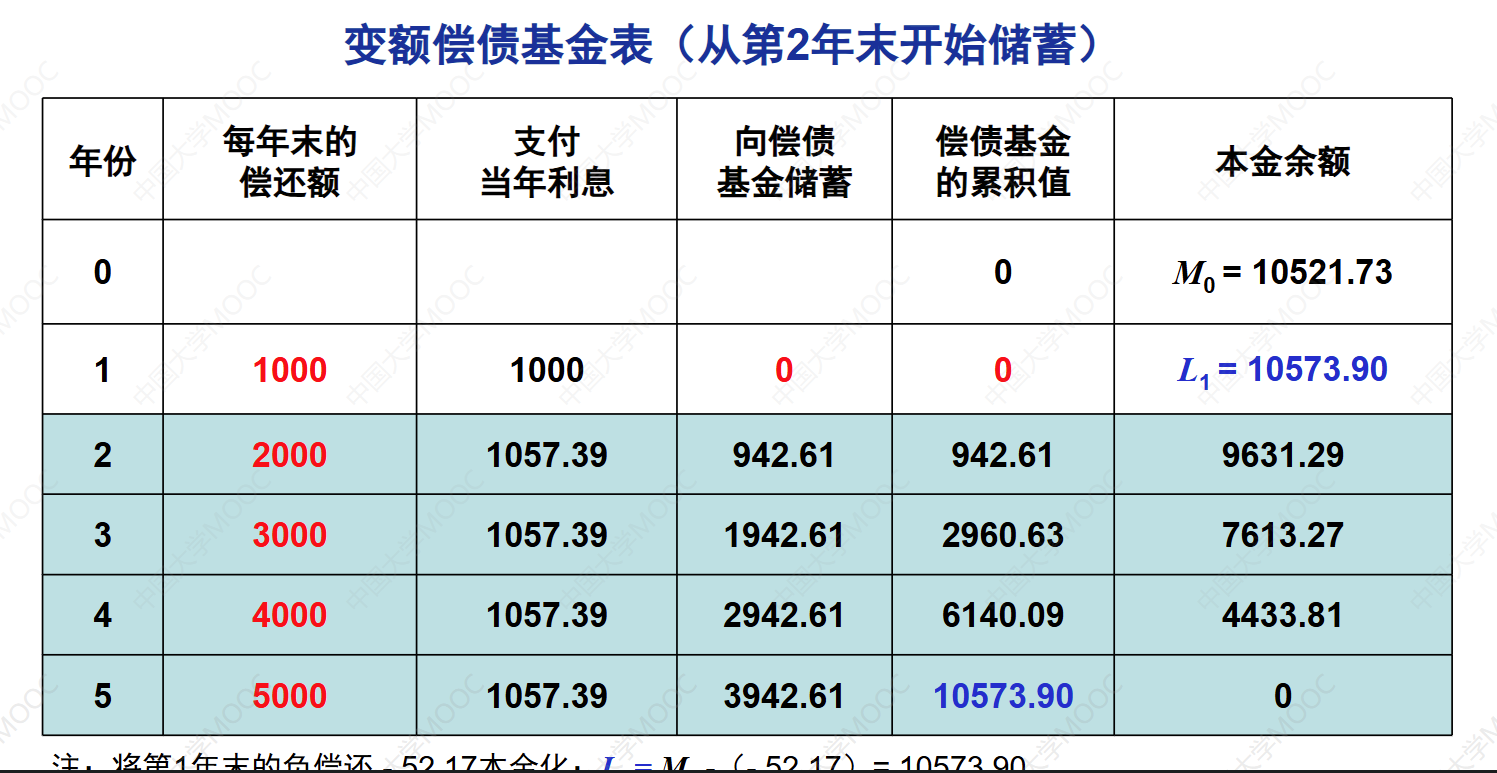 变额偿债基金表（从第2年末开始储蓄）
年份 每年末的偿还额 支付当年利息 向偿债基金储蓄 偿债基金的累积值 本金余额
0 0 M0 = 10521.73
1 1000 1000 0 0 L1 = 10573.90
2 2000 1057.39 942.61 942.61 9631.29
3 3000 1057.39 1942.61 2960.63 7613.27
4 4000 1057.39 2942.61 6140.09 4433.81
5 5000 1057.39 3942.61 10573.90 0
注：将第1年末的负偿还 - 52.17本金化：L = M - （- 52.17）= 10573.90
中国大学MOOC